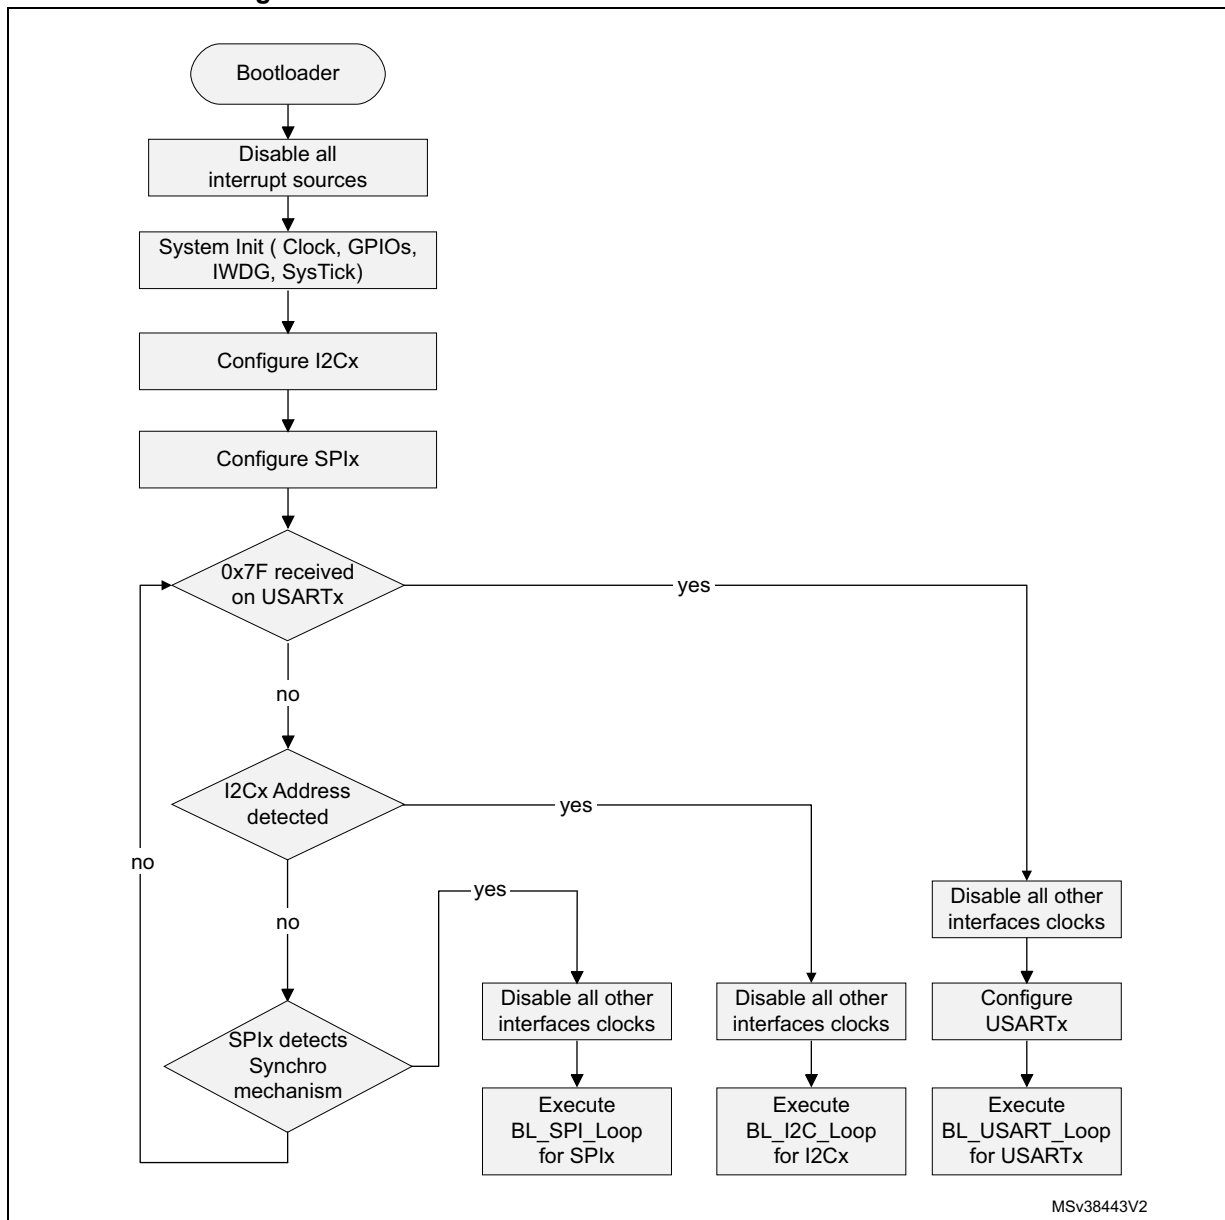 Bootloader
Disable all
interrupt sources
System Init ( Clock, GPIOs,
IWDG, SysTick)
Configure I2Cx
Configure SPIx
0x7F received
on USARTx
yes
no
I2Cx Address
detected
yes
no
no
yes
SPIx detects
Synchro
mechanism
Disable all other
interfaces clocks
Execute
BL_SPI_Loop
for SPIx
Disable all other
interfaces clocks
Execute
BL_I2C_Loop
for I2Cx
Disable all other
interfaces clocks
Configure
USARTx
Execute
BL_USART_Loop
for USARTx
MSv38443V2